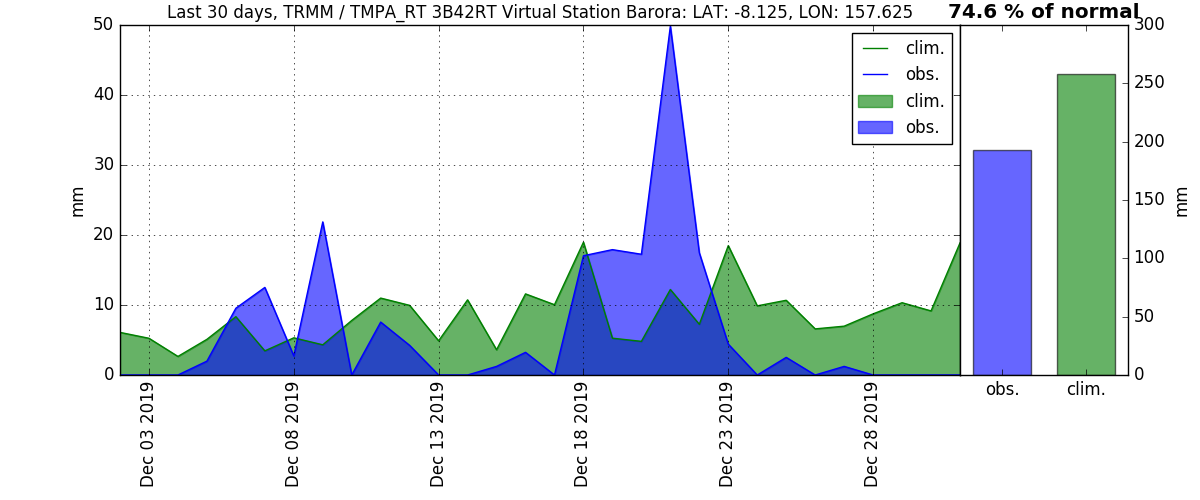 Last 30 days, TRMM / TMPA_RT 3B42RT Virtual Station Barora: LAT: -8.125, LON: 157.625
74.6 % of normal
50
40
30
20
10
0
mm
clim.
obs.
clim.
obs.
300
250
200
150
100
50
0
mm
obs.
clim.
Dec 03 2019
Dec 08 2019
Dec 13 2019
Dec 18 2019
Dec 23 2019
Dec 28 2019